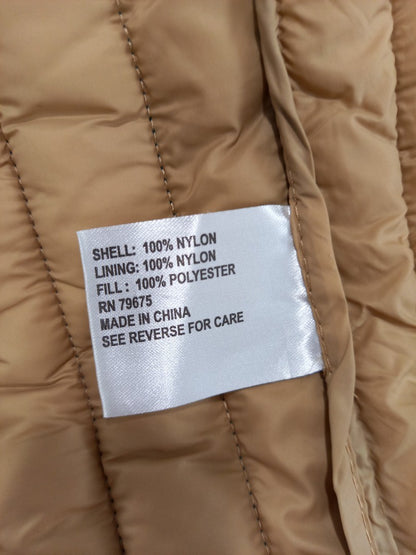 SHELL: 100% NYLON
LINING: 100% NYLON
FILL : 100% POLYESTER
RN 79675
MADE IN CHINA
SEE REVERSE FOR CARE